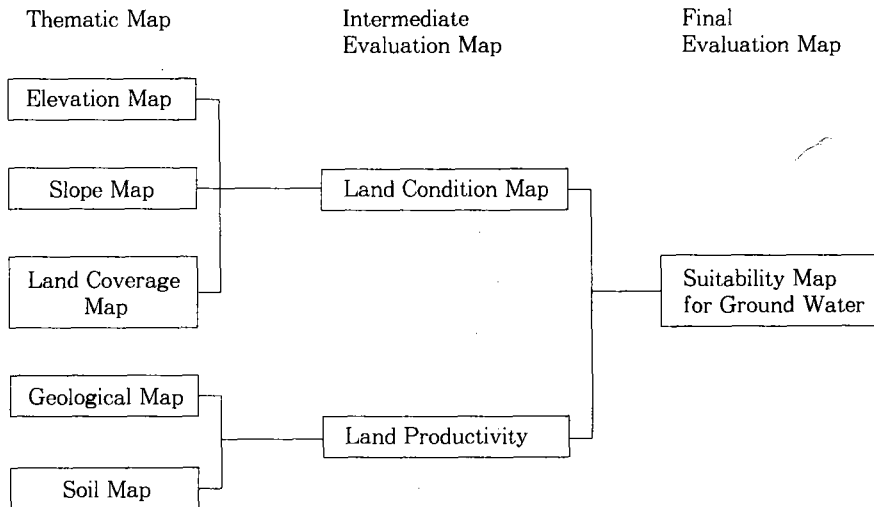 Thematic Map
Intermediate
Evaluation Map
Final
Evaluation Map
Elevation Map
Slope Map
Land Condition Map
Land Coverage
Map
Suitability Map
for Ground Water
Geological Map
Land Productivity
Soil Map